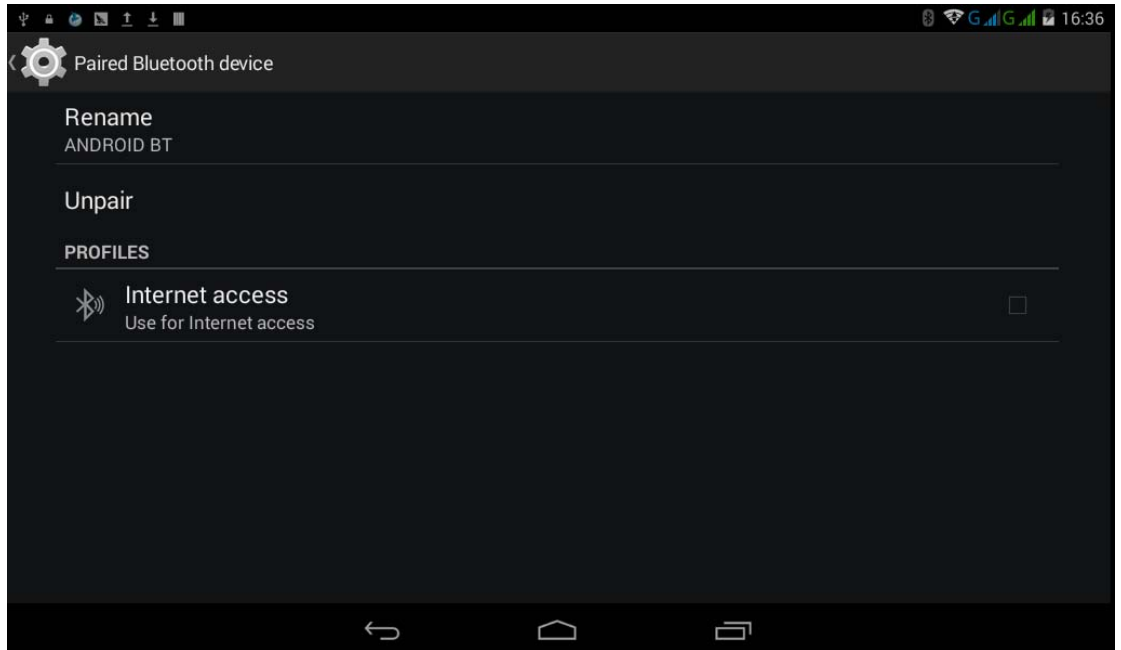 G G 16:36
Paired Bluetooth device
Rename
ANDROID BT
Unpair
PROFILES
Internet access
Use for Internet access